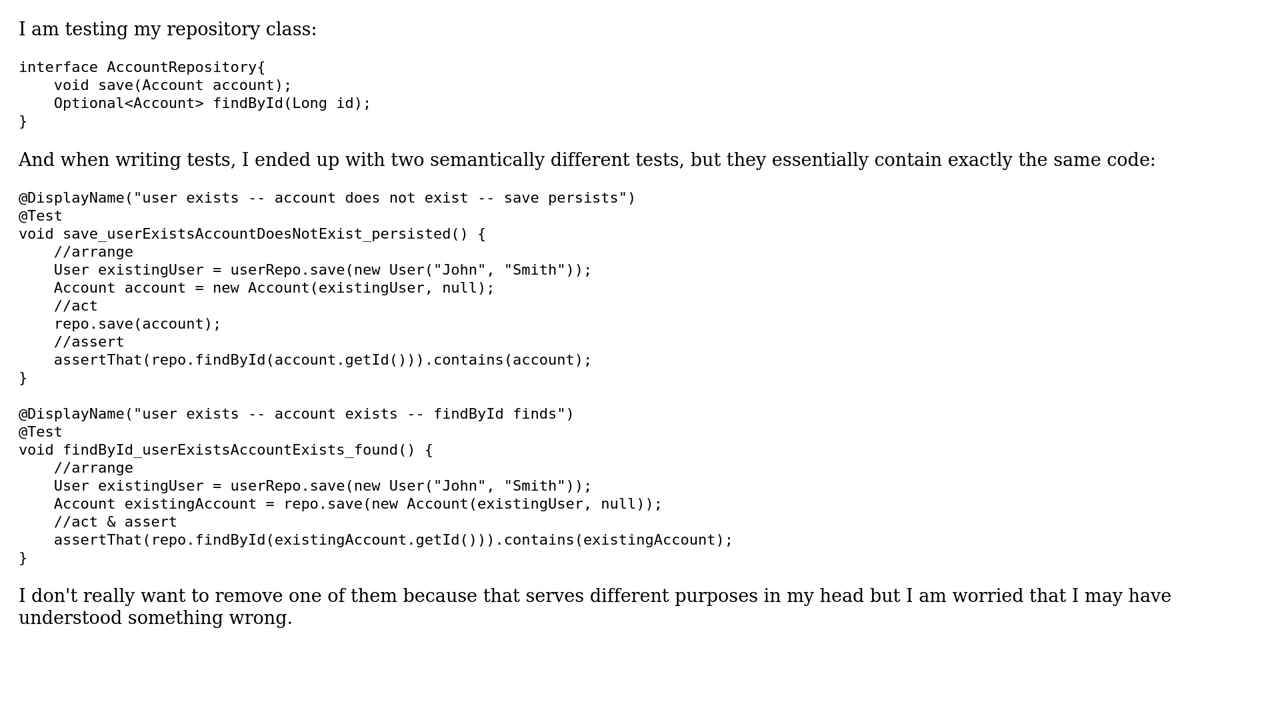 I am testing my repository class:
interface AccountRepository{
    void save(Account account);
    Optional<Account> findById(Long id);
}
And when writing tests, I ended up with two semantically different tests, but they essentially contain exactly the same code:
@DisplayName("user exists -- account does not exist -- save persists")
@Test
void save_userExistsAccountDoesNotExist_persisted() {
    //arrange
    User existingUser = userRepo.save(new User("John", "Smith"));
    Account account = new Account(existingUser, null);
    //act
    repo.save(account);
    //assert
    assertThat(repo.findById(account.getId())).contains(account);
}
@DisplayName("user exists -- account exists -- findById finds")
@Test
void findById_userExistsAccountExists_found() {
    //arrange
    User existingUser = userRepo.save(new User("John", "Smith"));
    Account existingAccount = repo.save(new Account(existingUser, null));
    //act & assert
    assertThat(repo.findById(existingAccount.getId())).contains(existingAccount);
}
I don't really want to remove one of them because that serves different purposes in my head but I am worried that I may have
understood something wrong.